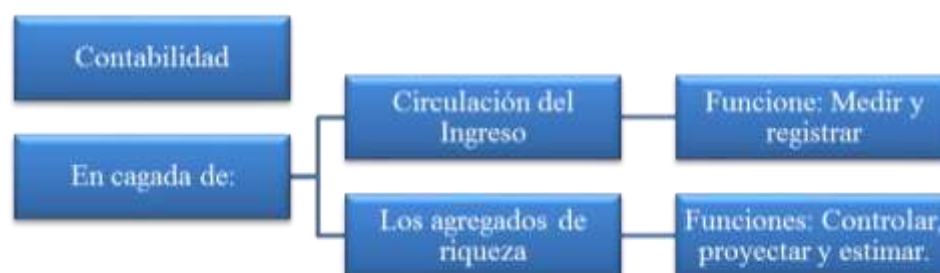 Contabilidad
En cagada de:
Circulación del
Ingreso
Funcione: Medir y
registrar
Los agregados de
riqueza
Funciones: Controlar,
proyectar y estimar.